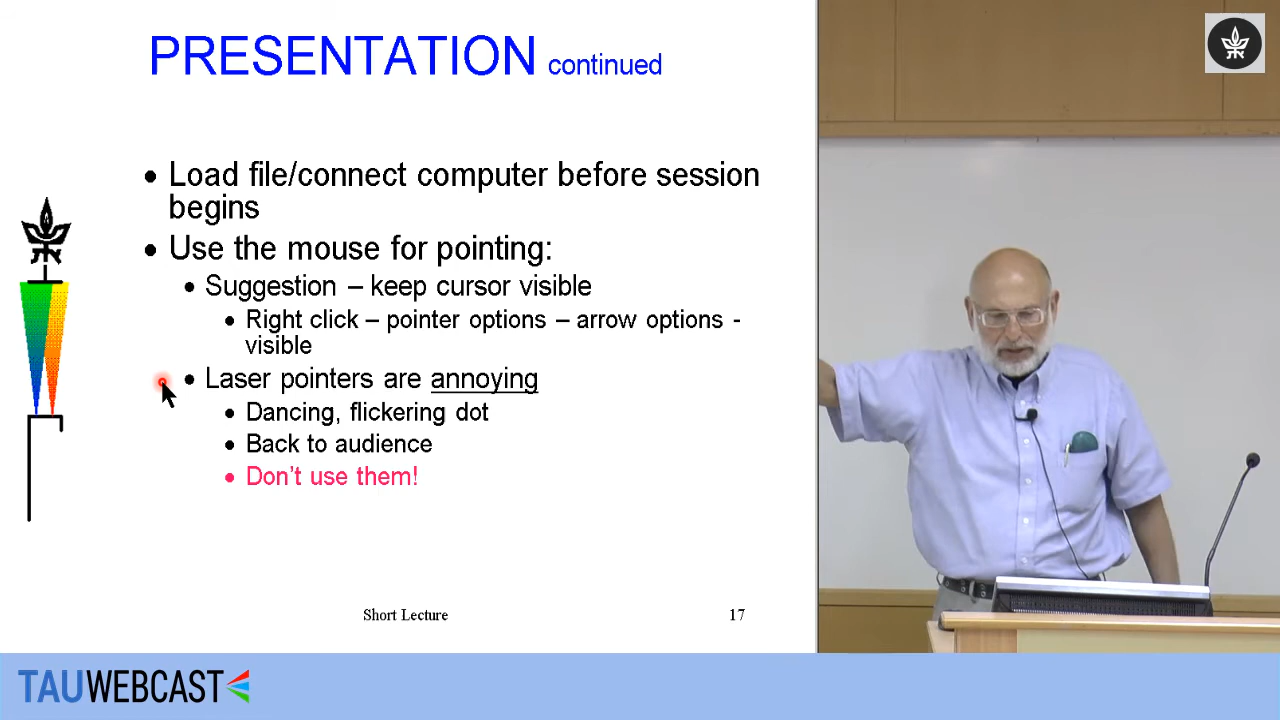 PRESENTATION continued
• Load file/connect computer before session
begins
• Use the mouse for pointing:
• Suggestion – keep cursor visible
• Right click – pointer options – arrow options -
visible
• Laser pointers are annoying
• Dancing, flickering dot
• Back to audience
• Don't use them!
Short Lecture 17
TAUWEBCAST